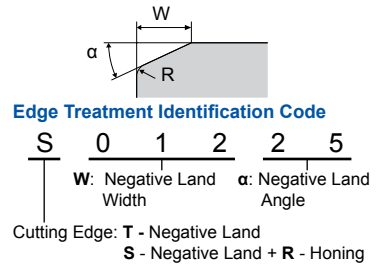 W
α
R
Edge Treatment Identification Code
S 0 1 2 2 5
W: Negative Land α: Negative Land
Width Angle
Cutting Edge: T - Negative Land
S - Negative Land + R - Honing